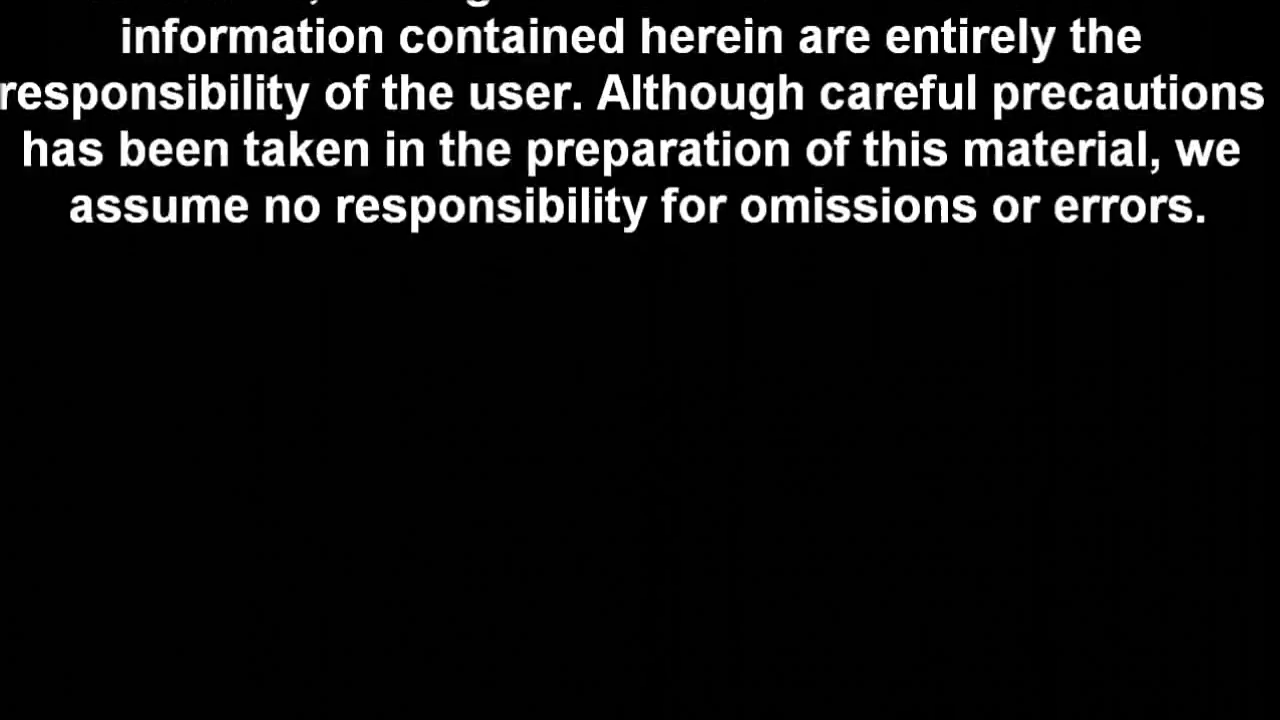 information contained herein are entirely the
responsibility of the user. Although careful precautions
has been taken in the preparation of this material, we
assume no responsibility for omissions or errors.